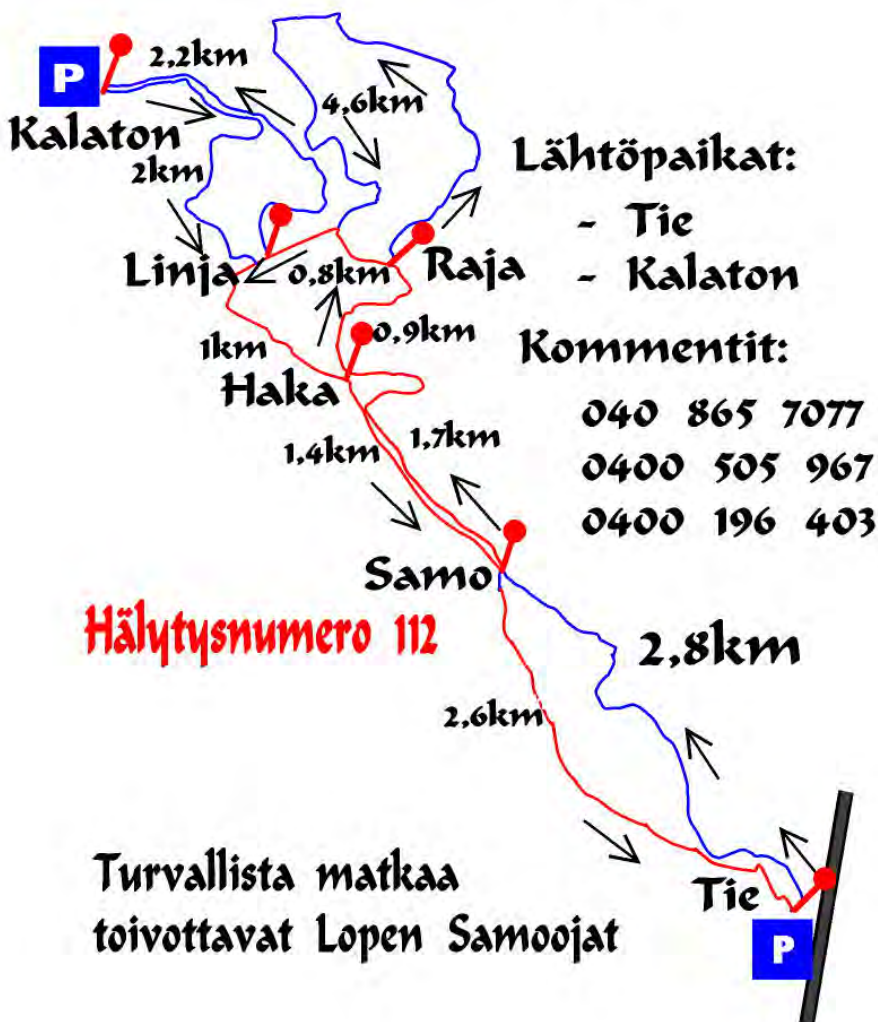 2,2km
P
4,6km
Kalaton
Lähtöpaikat:
2km
- Tie
Linja
0,8km
Raja
- Kalaton
1km
0,9km
Kommentit:
Haka
040 865 7077
1,4km
1,7km
0400 505 967
0400 196 403
Samo
Hälytysnumero 112
2,8km
2,6km
Turvallista matkaa
Tie
toivottavat Lopen Samoojat
P